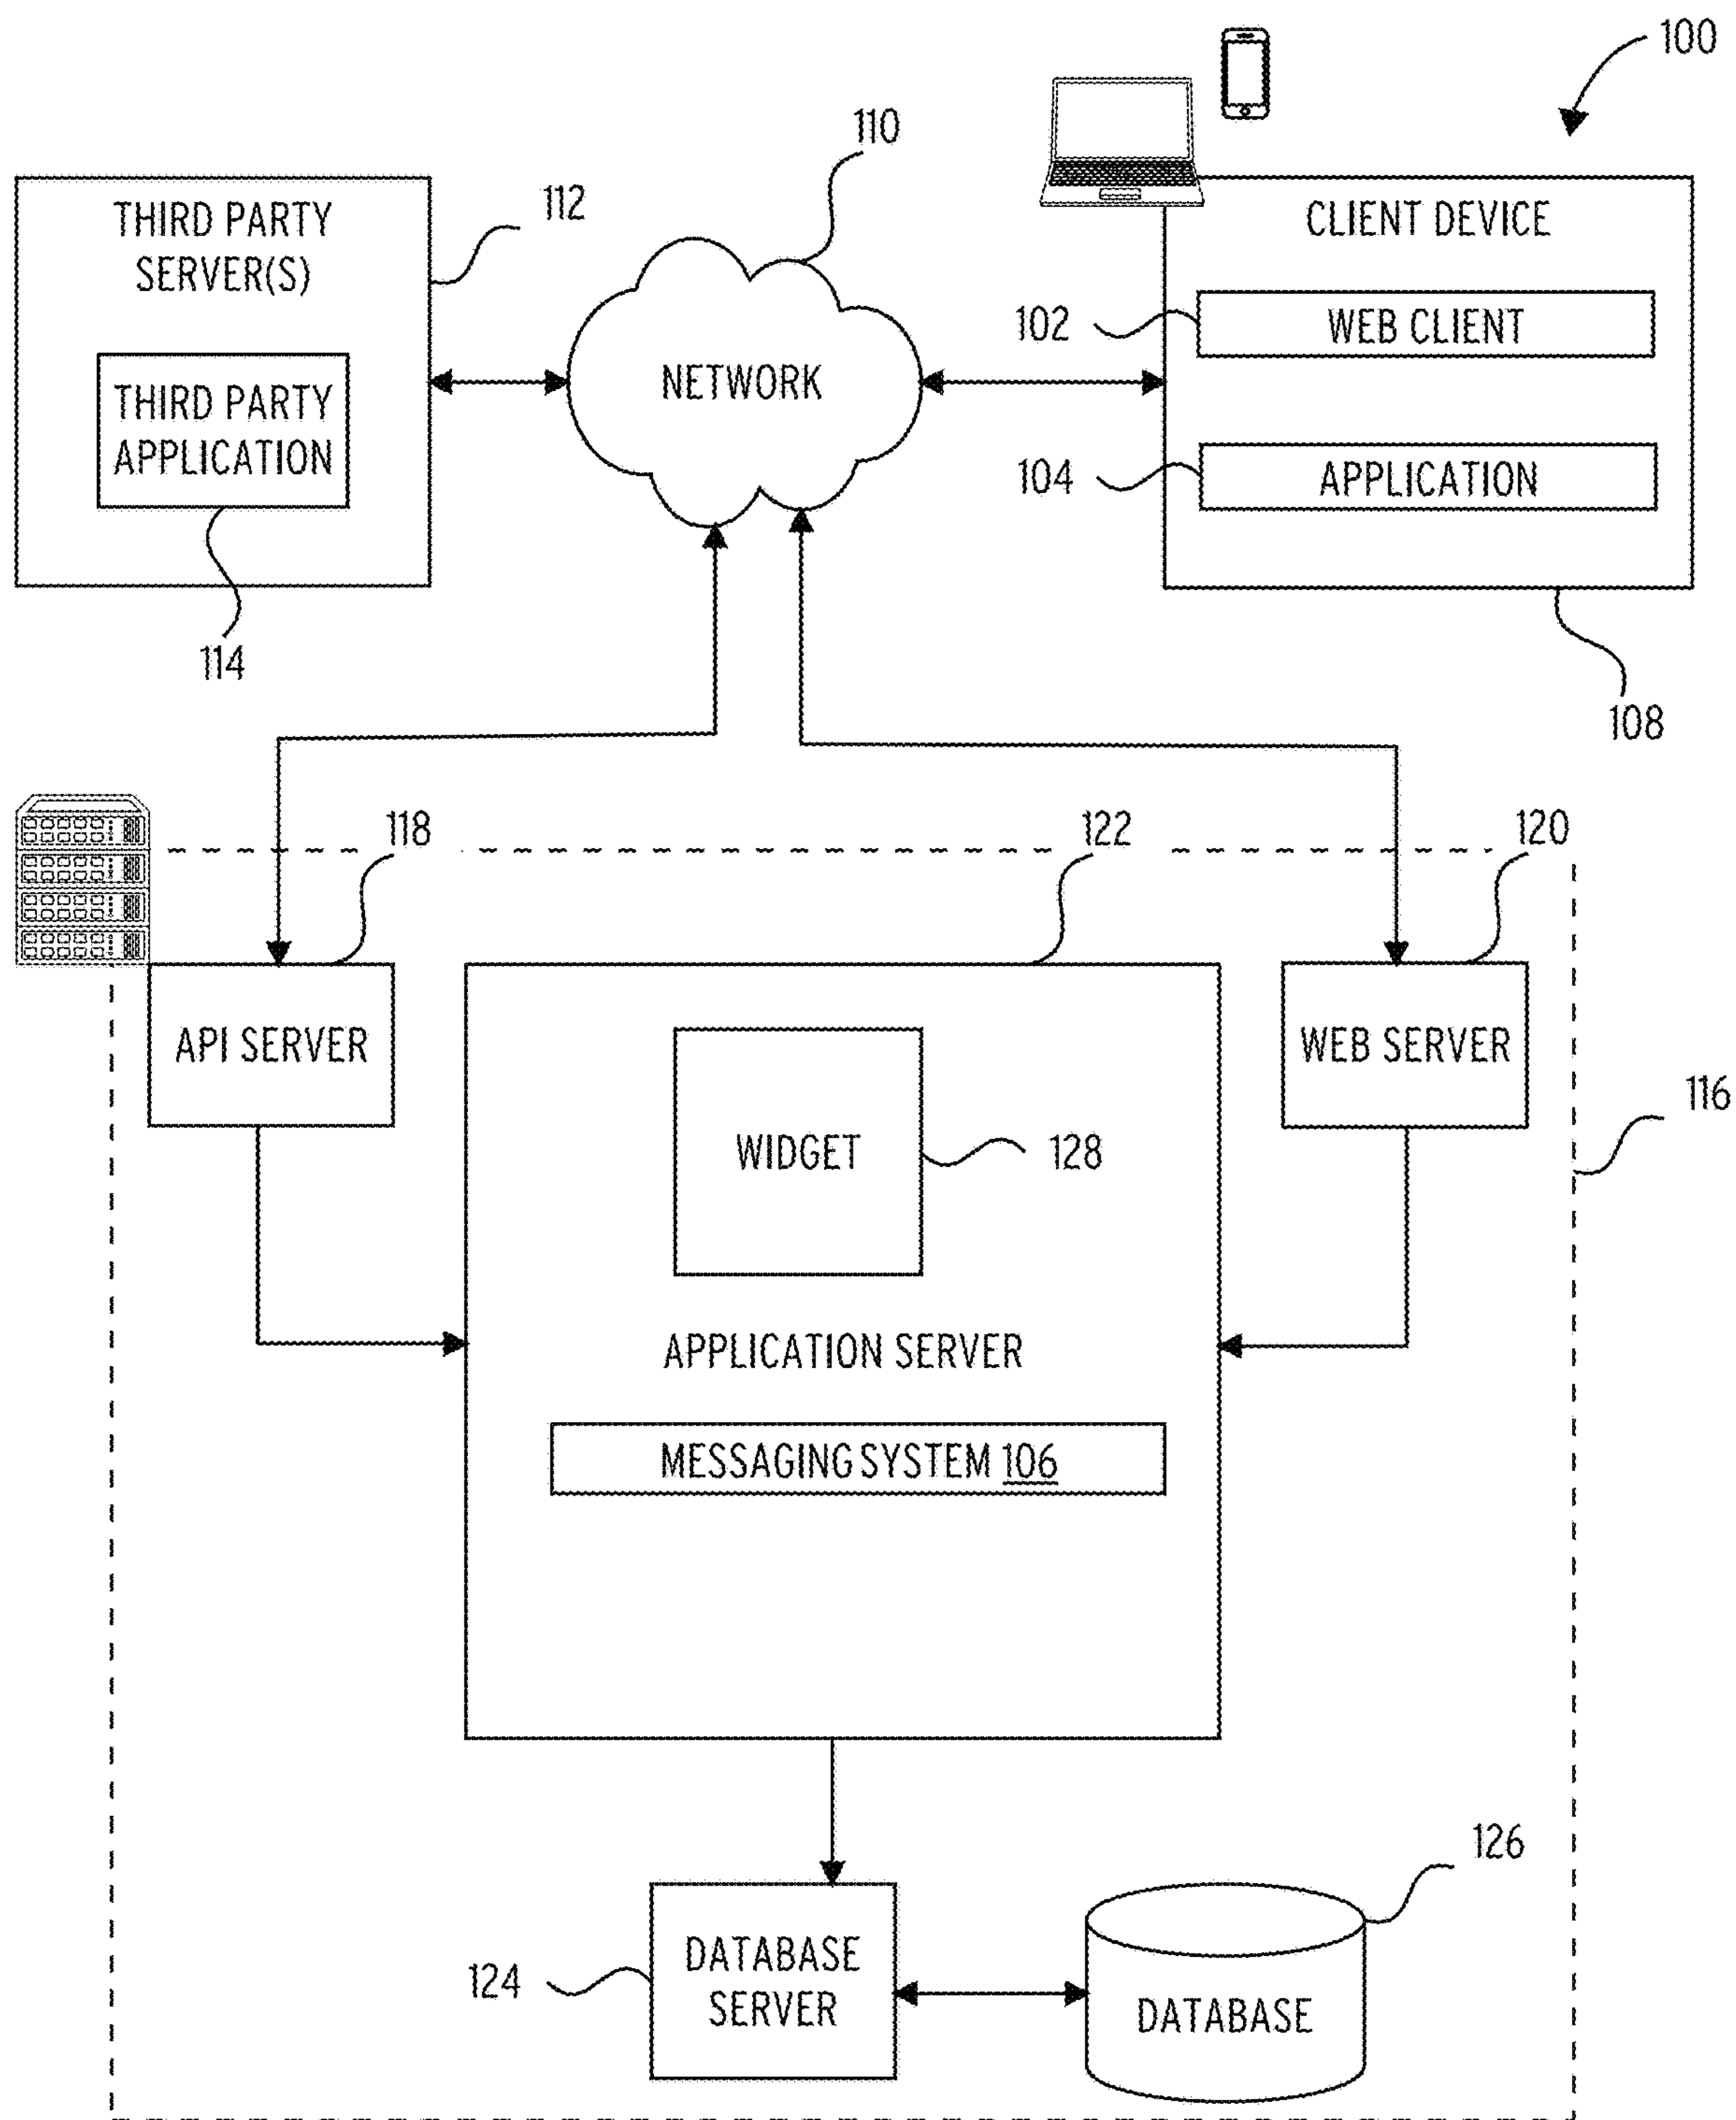 100
110
THIRD PARTY
SERVER(S)
112
CLIENT DEVICE
102
WEB CLIENT
NETWORK
THIRD PARTY
APPLICATION
104
APPLICATION
114
108
118
122
120
API SERVER
WEB SERVER
116
WIDGET
128
APPLICATION SERVER
MESSAGING SYSTEM 106
126
124
DATABASE
SERVER
DATABASE